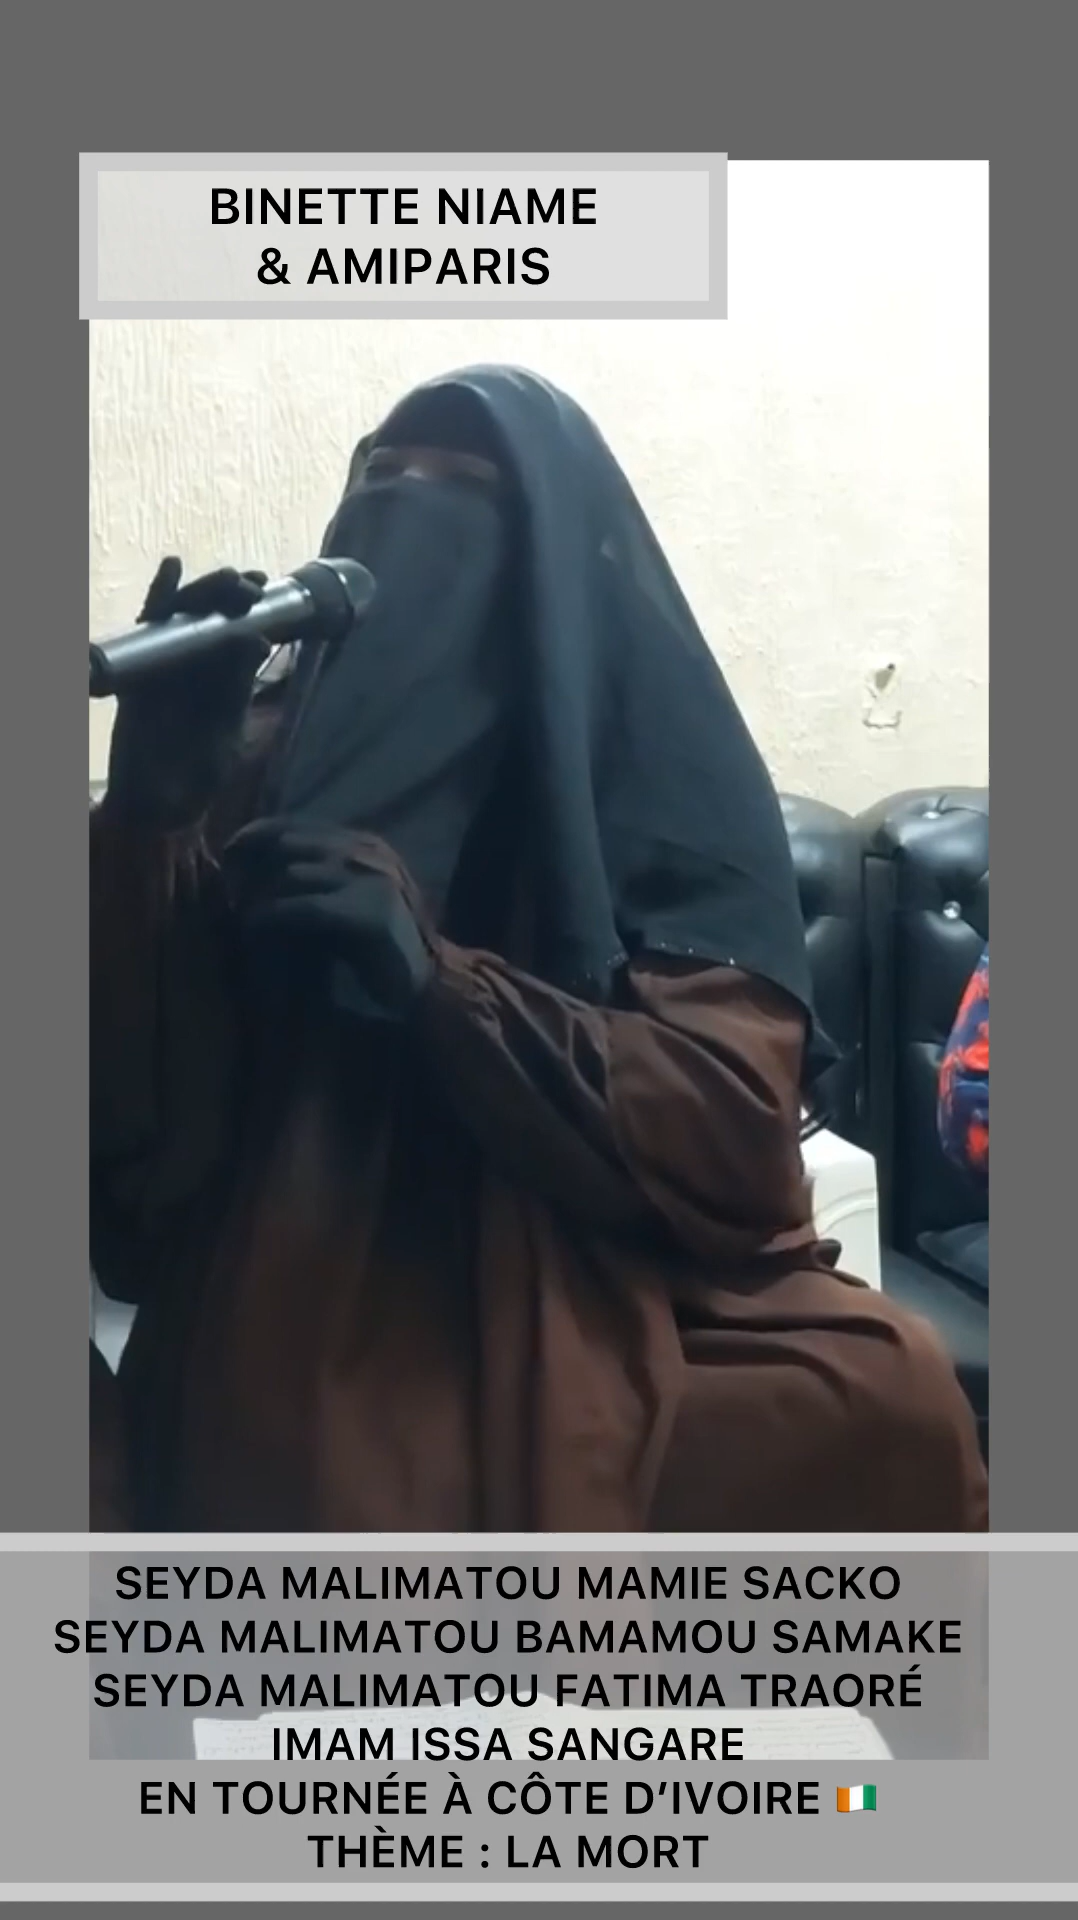 BINETTE NIAME
& AMIPARIS
SEYDA MALIMATOU MAMIE SACKO
SEYDA MALIMATOU BAMAMOU SAMAKE
SEYDA MALIMATOU FATIMA TRAORÉ
IMAM ISSA SANGARE
EN TOURNÉE À CÔTE D’IVOIRE 🇨🇮
THÈME : LA MORT